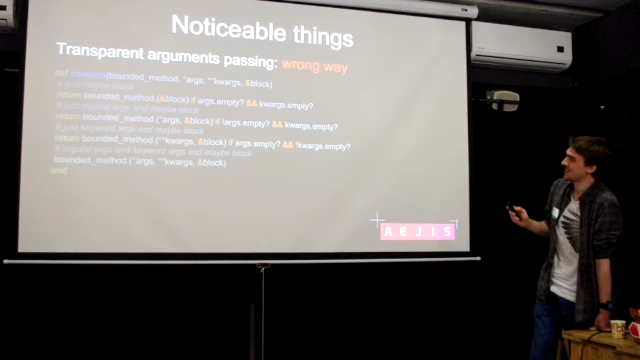 Noticeable things
Transparent arguments passing: wrong way
def (bounded_method, *args, **kwargs, &block)
# just maybe block
return bounded_method.(&block) if args.empty? && kwargs.empty?
# just regular args and maybe block
return bounded_method.(*args, &block) if !args.empty? && kwargs.empty?
# just keyword args and maybe block
return bounded_method.(**kwargs, &block) if args.empty? && !kwargs.empty?
# regular args and keyword args and maybe block
bounded_method.(*args, **kwargs, &block)
end
AEJIS